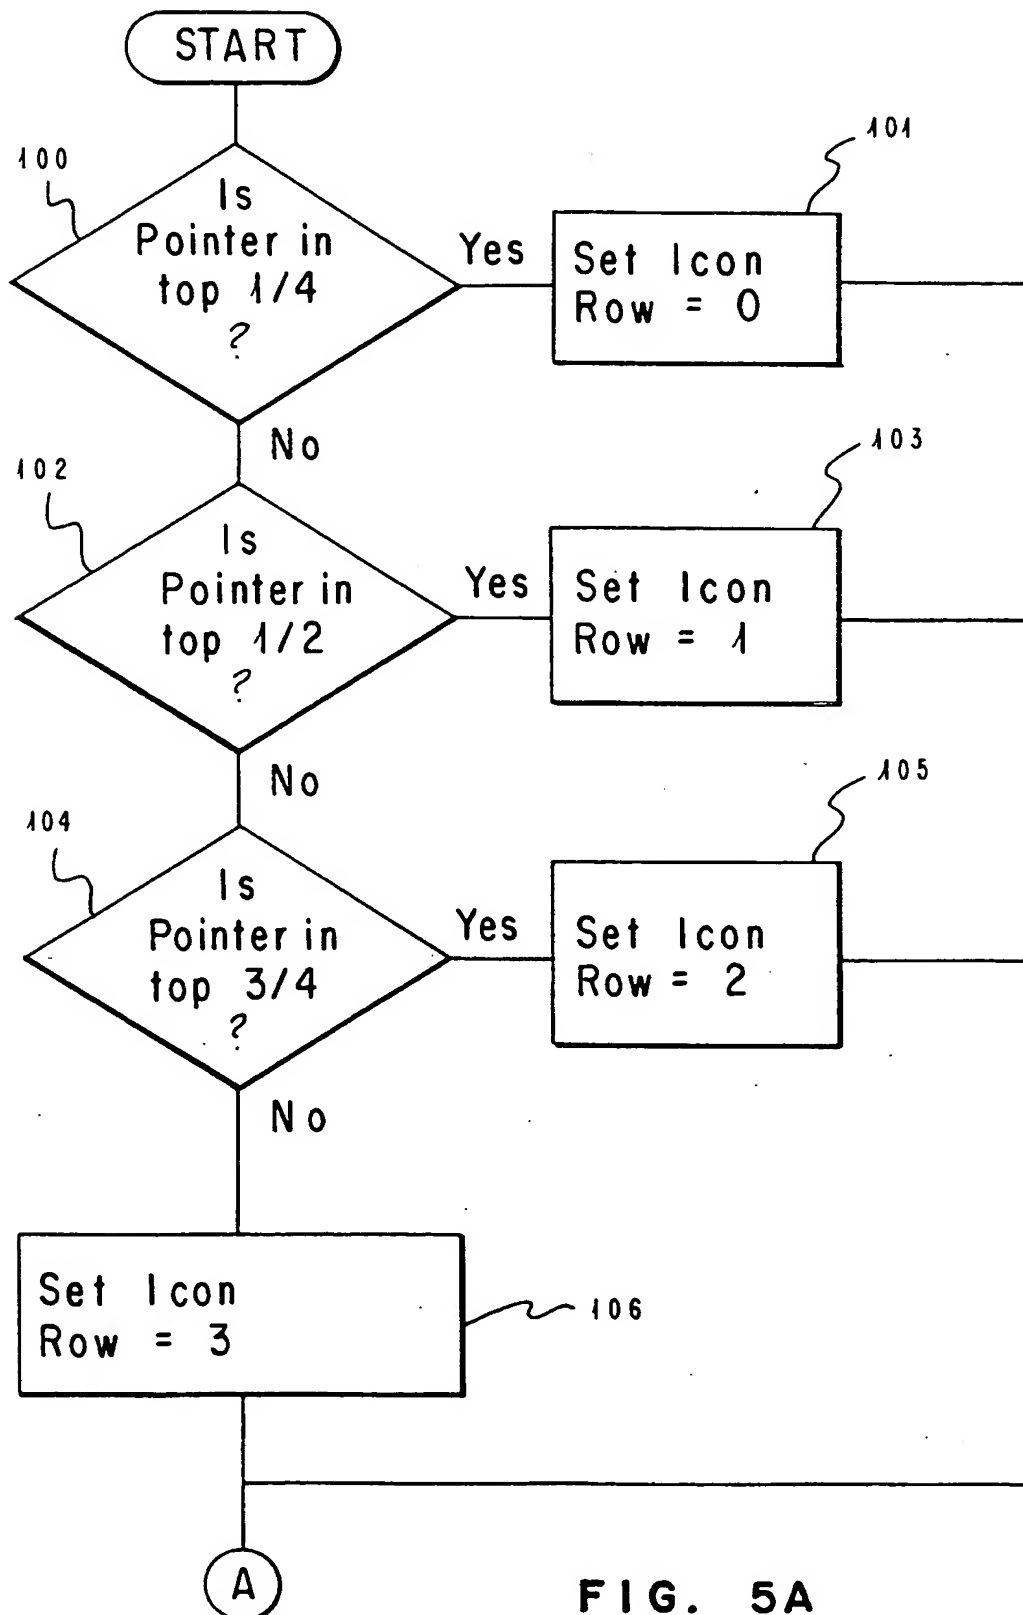 START
100
Is
Pointer in
top 1/4
?
Yes
101
Set Icon
Row = 0
No
102
Is
Pointer in
top 1/2
?
Yes
103
Set Icon
Row = 1
No
104
Is
Pointer in
top 3/4
?
Yes
105
Set Icon
Row = 2
No
Set Icon
Row = 3
106
A
FIG. 5A